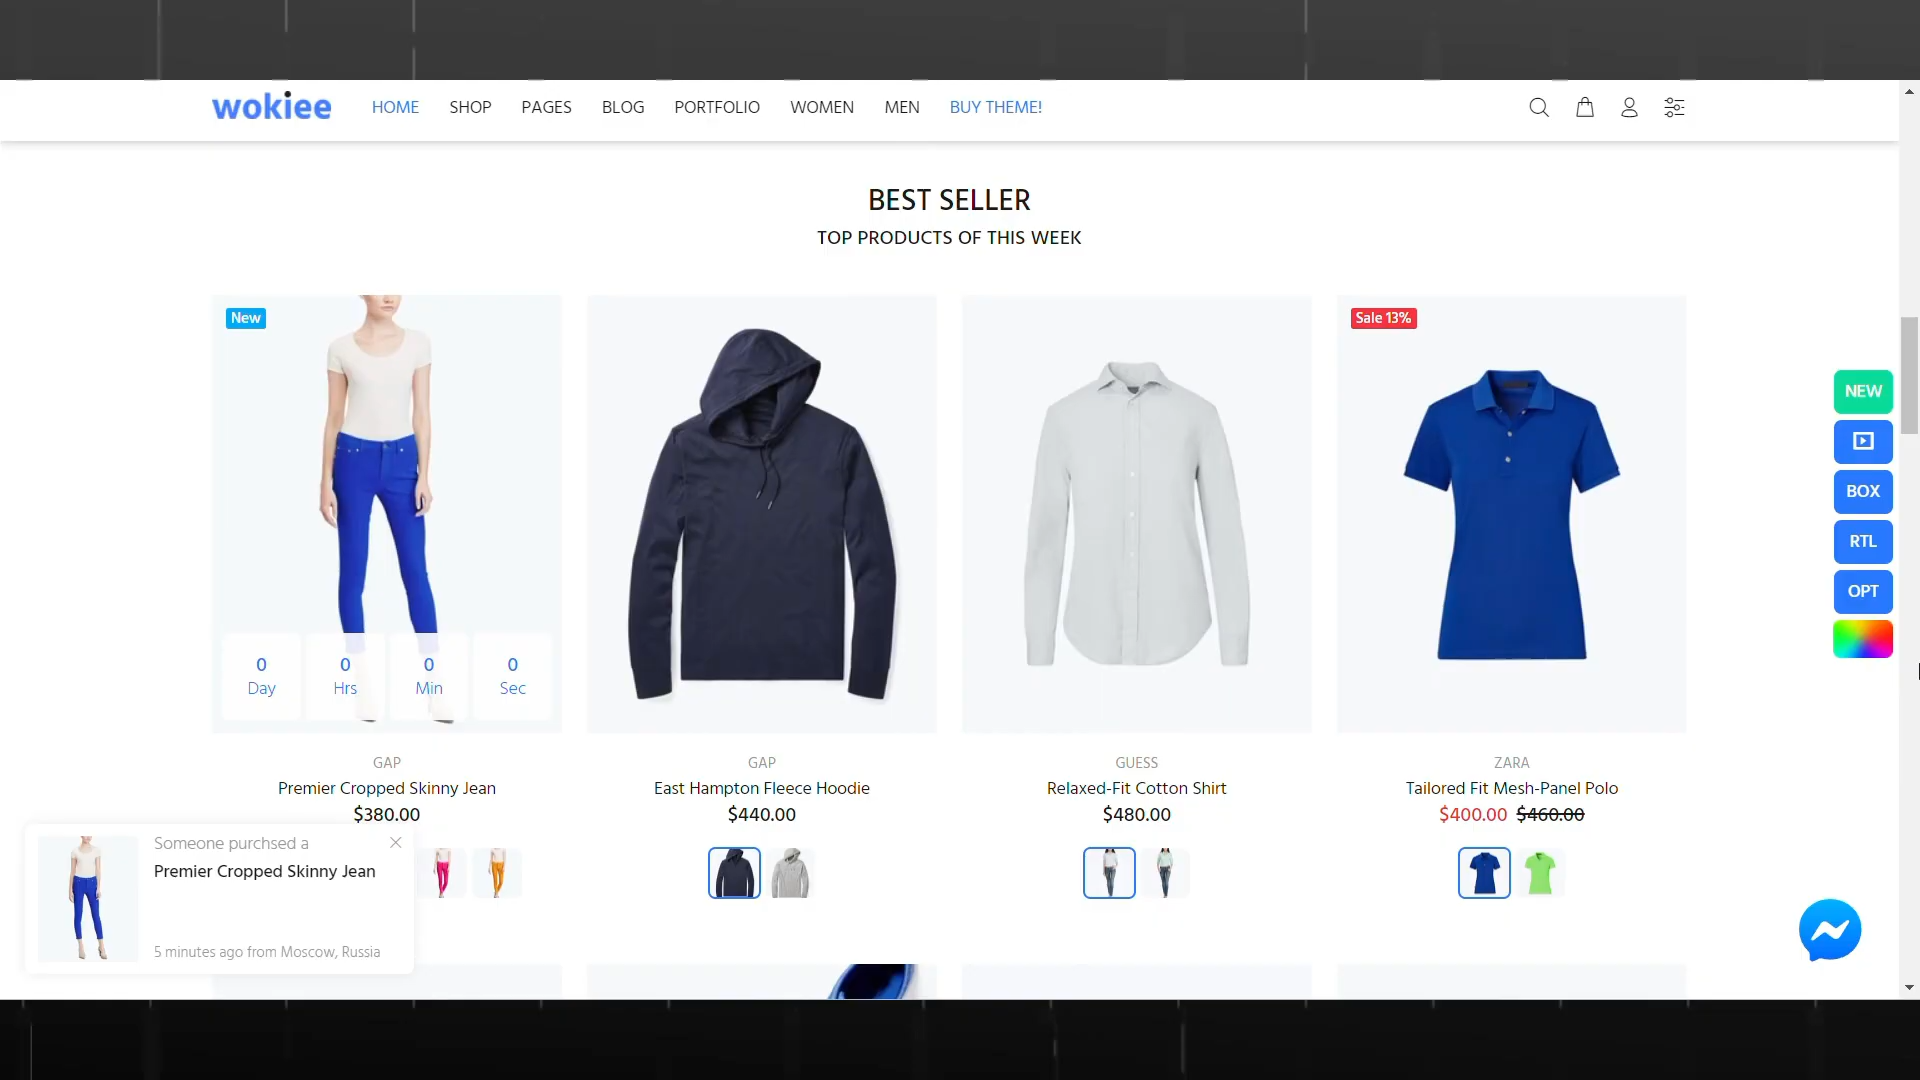 wokiee HOME SHOP PAGES BLOG PORTFOLIO WOMEN MEN BUY THEME!
BEST SELLER
TOP PRODUCTS OF THIS WEEK
New
Sale 13%
NEW
BOX
RTL
OPT
0 0 0 0
Day Hrs Min Sec
GAP GAP GUESS ZARA
Premier Cropped Skinny Jean East Hampton Fleece Hoodie Relaxed-Fit Cotton Shirt Tailored Fit Mesh-Panel Polo
$380.00 $440.00 $480.00 $400.00 $460.00
Someone purchsed a
Premier Cropped Skinny Jean
5 minutes ago from Moscow, Russia